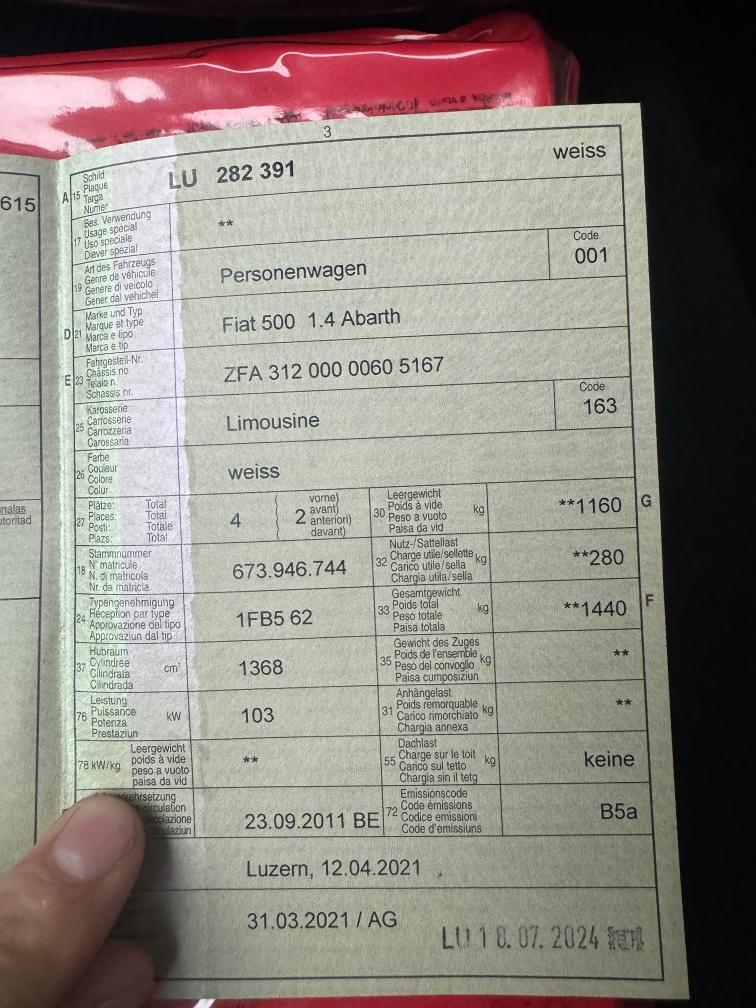 3
615
A 15 Schild
Plaque
Targa
Numer
LU 282 391
weiss
17 Bes. Verwendung
Usage spécial
Uso speciale
Diever spezial
**
19 Art des Fahrzeugs
Genre de véhicule
Genere di veicolo
Gener dal vehichel
Personenwagen
Code
001
D 21 Marke und Typ
Marque et type
Marca e tipo
Marca e tip
Fiat 500 1.4 Abarth
E 23 Fahrgestell-Nr.
Châssis no
Telaio n.
Schassis nr.
ZFA 312 000 0060 5167
25 Karosserie
Carrosserie
Carrozzeria
Carossaria
Limousine
Code
163
26 Farbe
Couleur
Colore
Colur
weiss
27 Plätze: Total
Places: Total
Posti: Totale
Plazs: Total
4
2
vorne)
avant)
anteriori)
davant)
30 Leergewicht
Poids à vide
Peso a vuoto
Paisa da vid
kg
**1160
G
18 Stammnummer
N° matricule
N. di matricola
Nr. da matricla
673.946.744
32 Nutz-/Sattellast
Charge utile/sellette
Carico utile/sella
Chargia utila/sella
kg
**280
24 Typengenehmigung
Réception par type
Approvazione del tipo
Approvaziun dal tip
1FB5 62
33 Gesamtgewicht
Poids total
Peso totale
Paisa totala
kg
**1440
F
37 Hubraum
Cylindrée
Cilindrata
Cilindrada
cm³
1368
35 Gewicht des Zuges
Poids de l'ensemble
Peso del convoglio
Paisa cumposiziun
kg
**
76 Leistung
Puissance
Potenza
Prestaziun
kW
103
31 Anhängelast
Poids remorquable
Carico rimorchiato
Chargia annexa
kg
**
78 kW/kg
Leergewicht
poids à vide
peso a vuoto
paisa da vid
**
55 Dachlast
Charge sur le toit
Carico sul tetto
Chargia sin il tetg
kg
keine
kehrsetzung
circulation
colazione
culaziun
23.09.2011 BE
72 Emissionscode
Code émissions
Codice emissioni
Code d'emissiuns
B5a
Luzern, 12.04.2021
31.03.2021 / AG
LU 18.07.2024